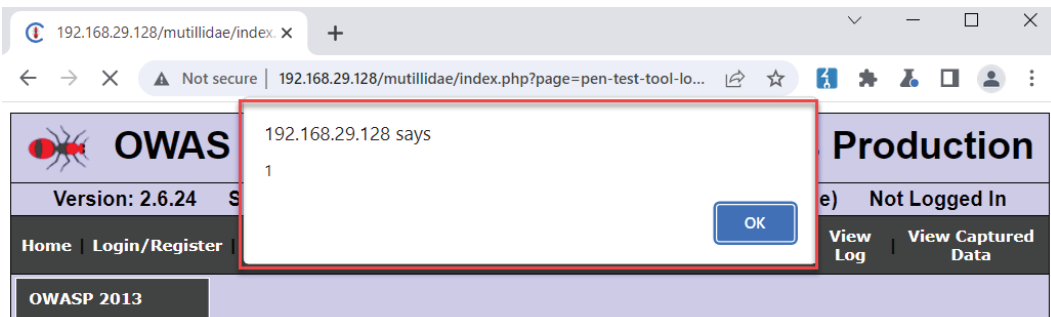 192.168.29.128/mutillidae/index.
Not secure | 192.168.29.128/mutillidae/index.php?page=pen-test-tool-lo...
192.168.29.128 says
1
OK
OWAS
Production
Version: 2.6.24
Not Logged In
Home | Login/Register |
View Log | View Captured Data
OWASP 2013